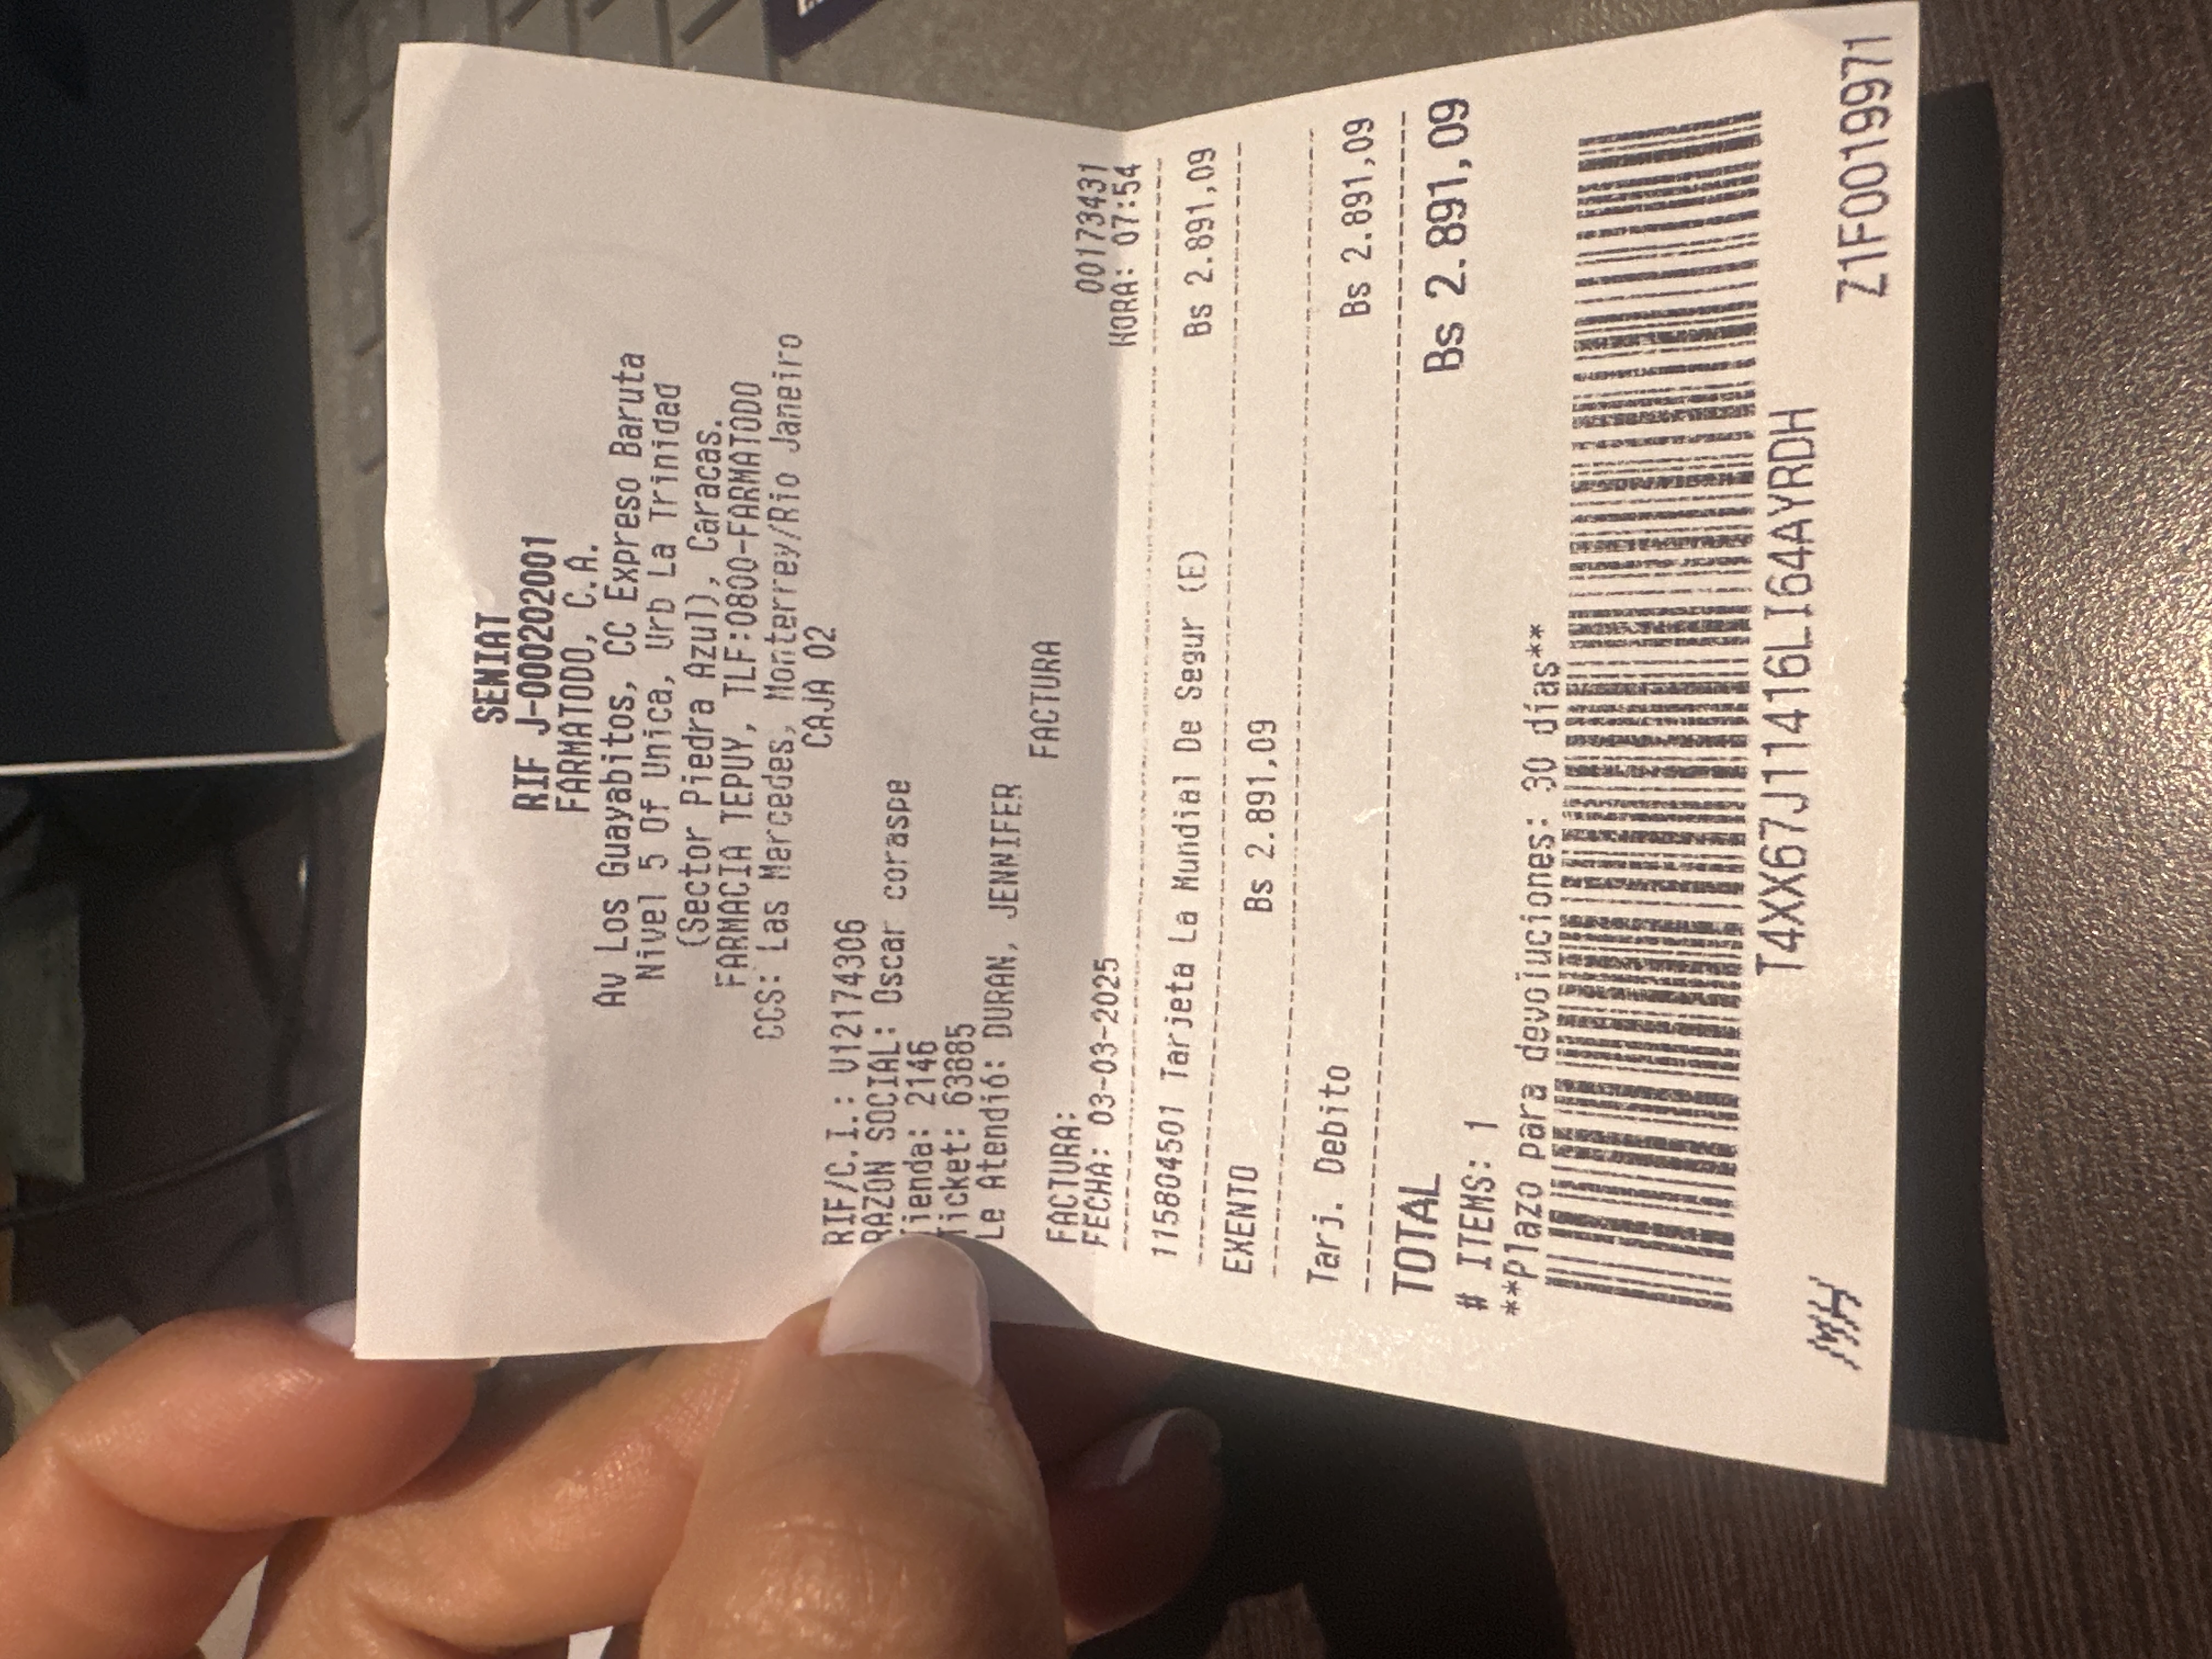 SENIAT
RIF J-000202001
FARMATODO, C.A.
Av Los Guayabitos, CC Expreso Baruta
Nivel 5 Of Unica, Urb La Trinidad
(Sector Piedra Azul), Caracas.
FARMACIA TEPUY, TLF:0800-FARMATODO
CCS: Las Mercedes, Monterrey/Rio Janeiro
CAJA 02
RIF/C.I.: V12174306
RAZON SOCIAL: Oscar coraspe
Tienda: 2146
Ticket: 63885
Le Atendió: DURAN, JENNIFER
FACTURA
FACTURA: 00173431
FECHA: 03-03-2025 HORA: 07:54
115804501 Tarjeta La Mundial De Segur (E) Bs 2.891,09
EXENTO Bs 2.891,09
Tarj. Debito Bs 2.891,09
TOTAL Bs 2.891,09
# ITEMS: 1
***Plazo para devoluciones: 30 días**
T4XX67J11416LI64AYRDH
MH Z1F0019971